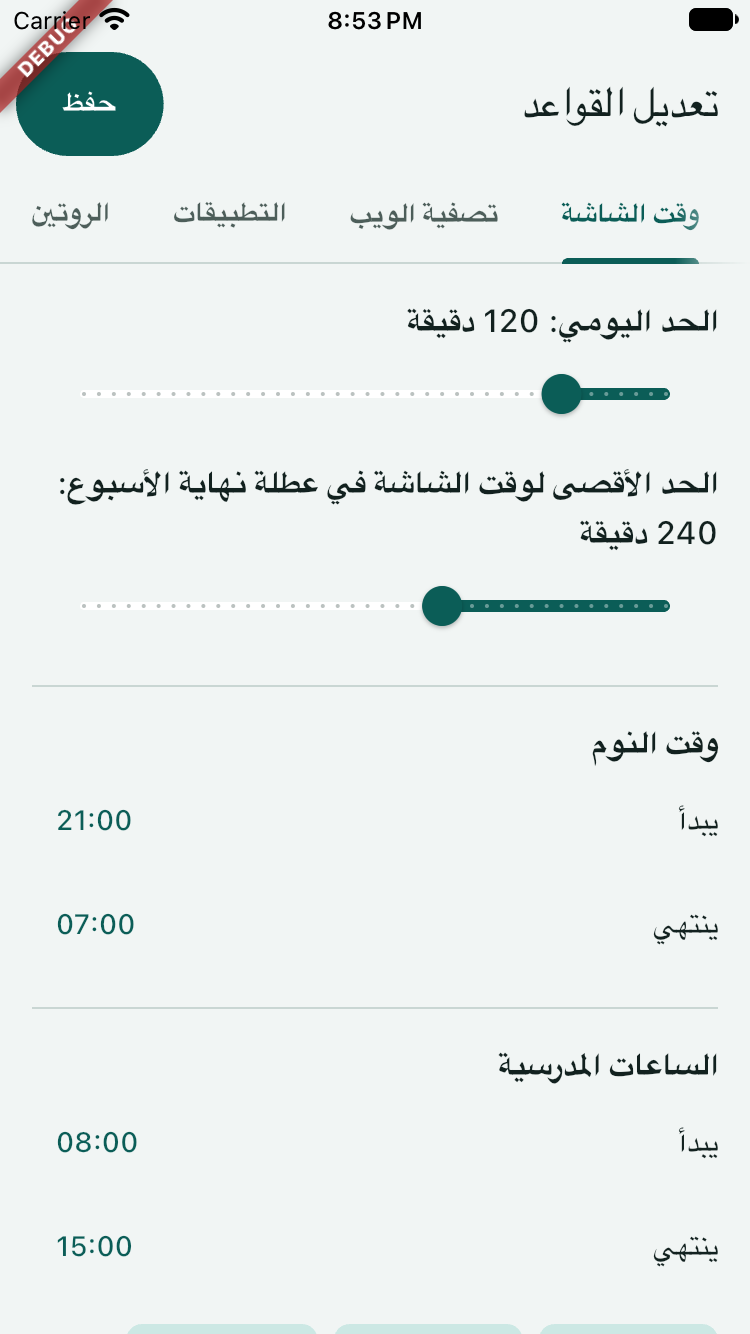 Carrier
8:53 PM
DEBUG
تعديل القواعد
حفظ
وقت الشاشة
تصفية الويب
التطبيقات
الروتين
الحد اليومي: 120 دقيقة
الحد الأقصى لوقت الشاشة في عطلة نهاية الأسبوع:
240 دقيقة
وقت النوم
يبدأ
21:00
ينتهي
07:00
الساعات المدرسية
يبدأ
08:00
ينتهي
15:00